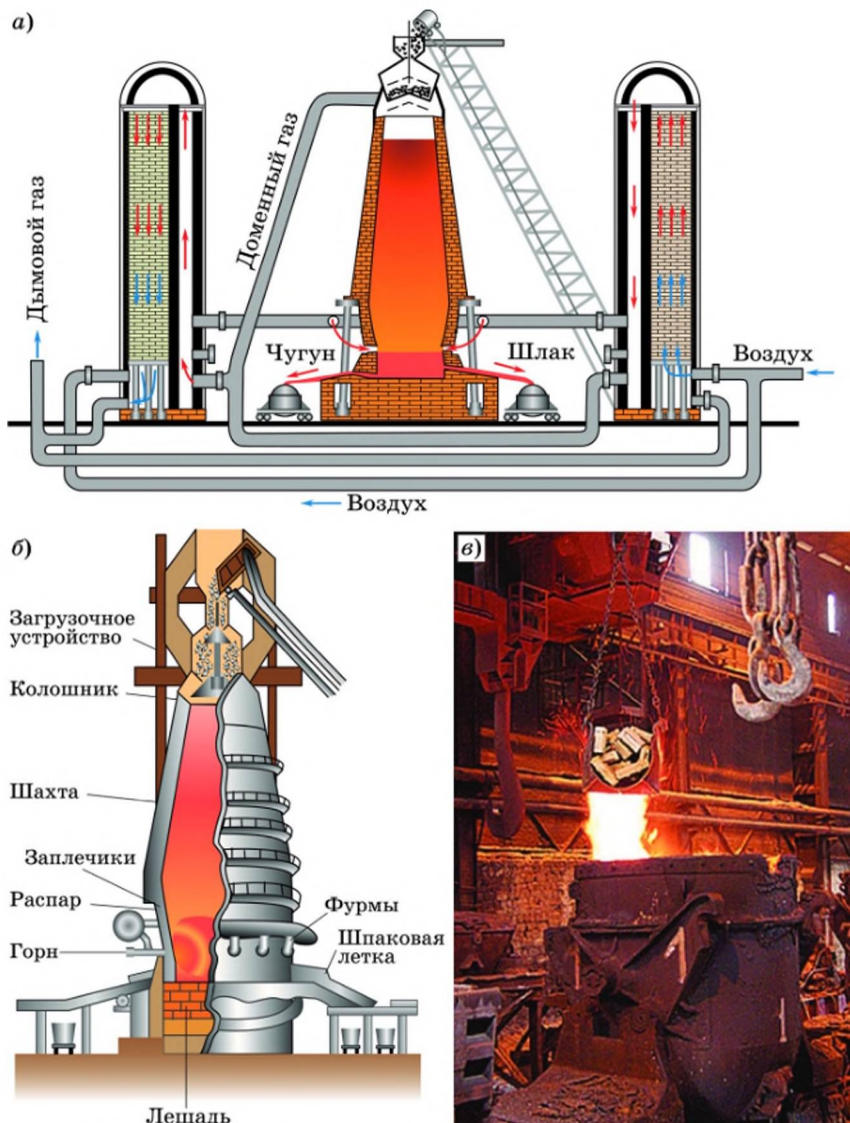 а)
Дымовой газ
Доменный газ
Чугун
Шлак
Воздух
Воздух
б)
Загрузочное
устройство
Колошник
Шахта
Заплечики
Распар
Горн
Фурмы
Шпаковая
летка
Лещадь
в)